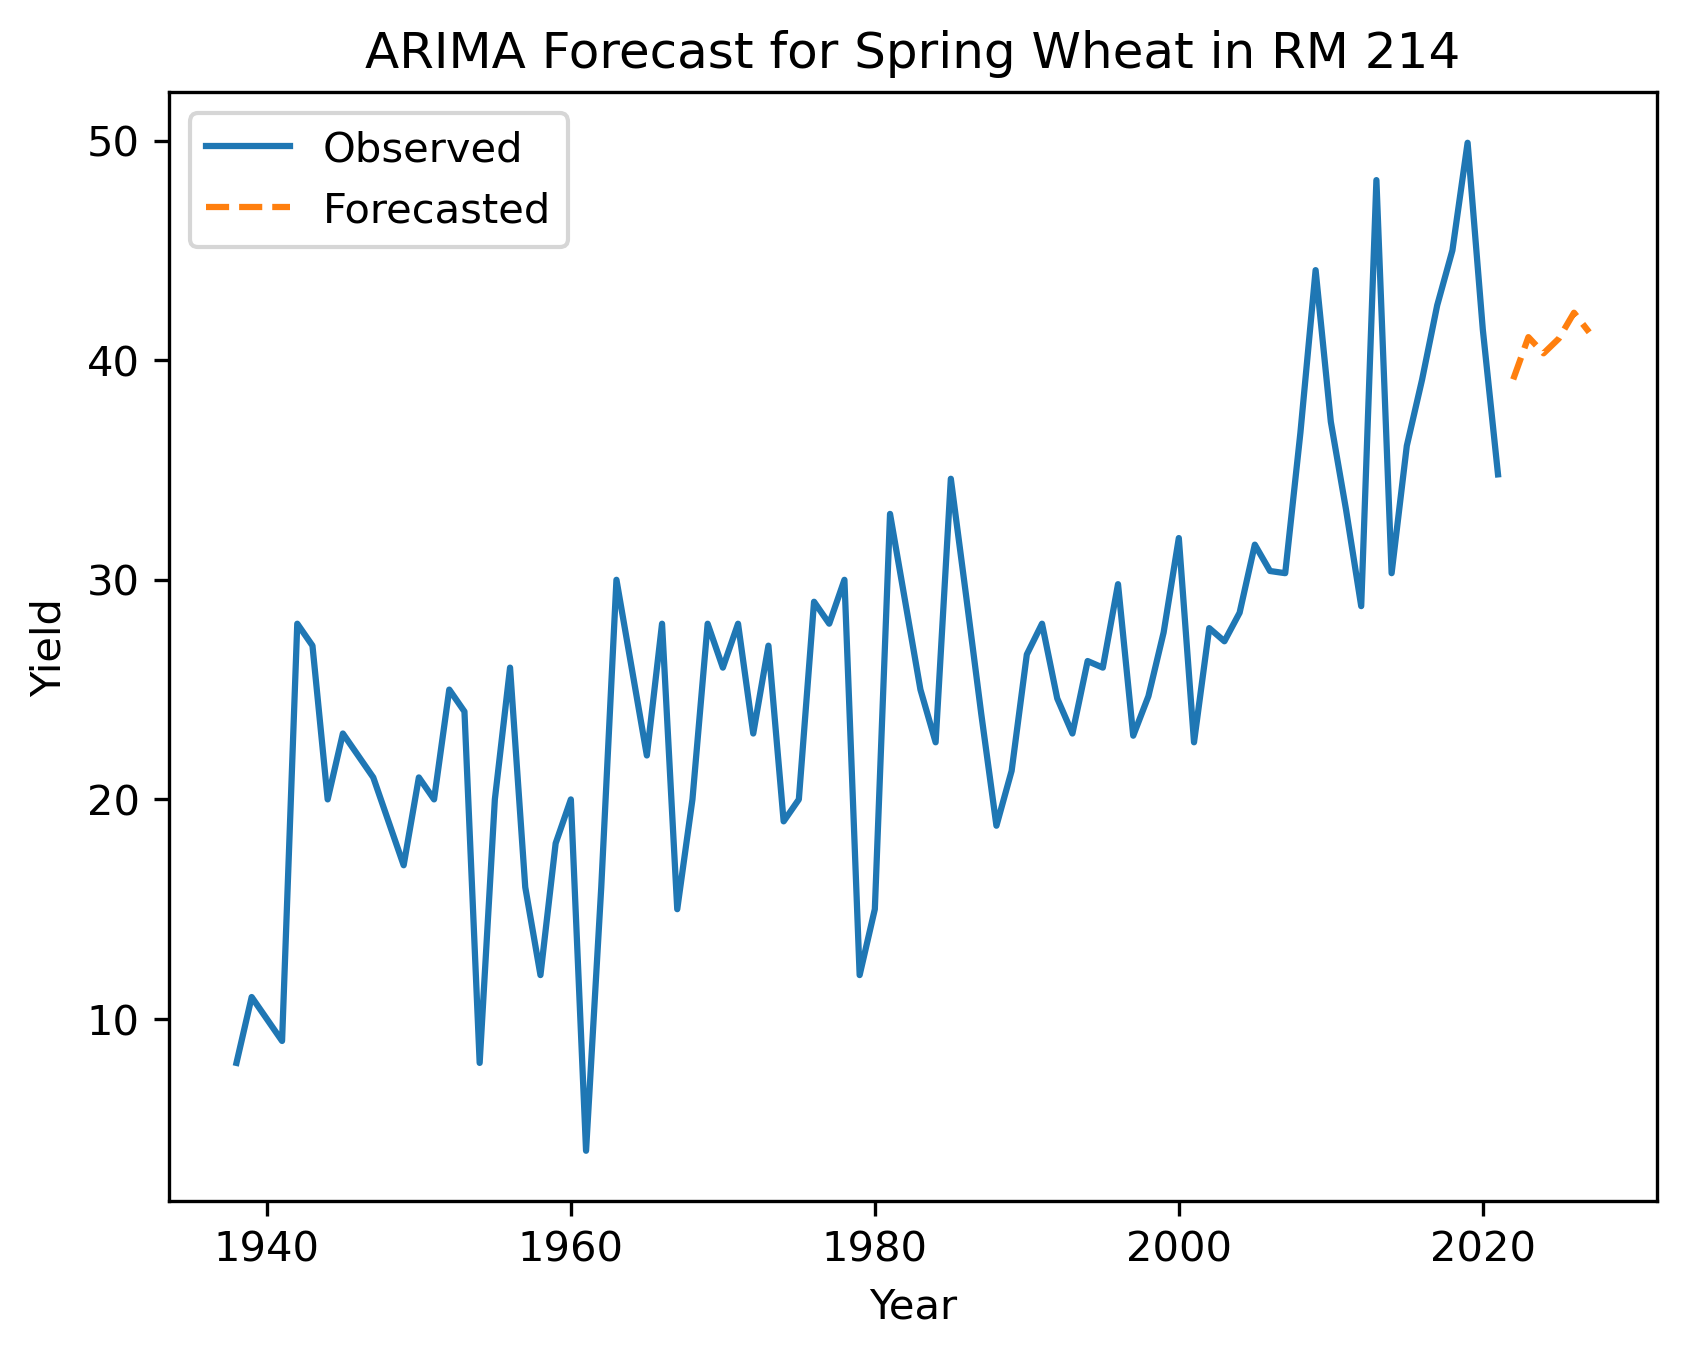 ARIMA Forecast for Spring Wheat in RM 214
Observed
Forecasted
50
40
30
20
10
Yield
1940 1960 1980 2000 2020
Year